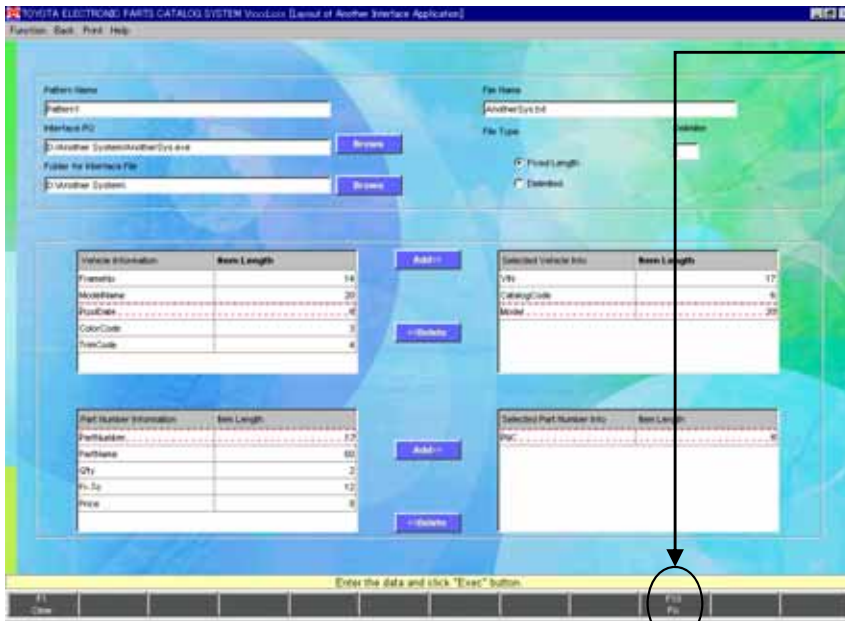 TOYOTA ELECTRONIC PARTS CATALOG SYSTEM [Layout of Another Interface Application]
Function Back Print Help
Pattern Name
Pattern1
File Name
AnotherSys.txt
Interface PG
D:\Another System\AnotherSys.exe
Browse
File Type
Delimiter
Fixed Length
Folder for Interface File
D:\Another System\
Browse
Delimited
Vehicle Information Item Length
Add>>
Selected Vehicle Info Item Length
FrameNo 14
VIN 17
ModelName 20
CatalogCode 6
ProdDate 6
Model 20
ColorCode 3
<<Delete
TrimCode 4
Part Number Information Item Length
Selected Part Number Info Item Length
PartNumber 12
PNC
PartName 60
Add>>
Qty 2
Fr-To 12
Price
<<Delete
Enter the data and click "Exec" button.
F1
Clear